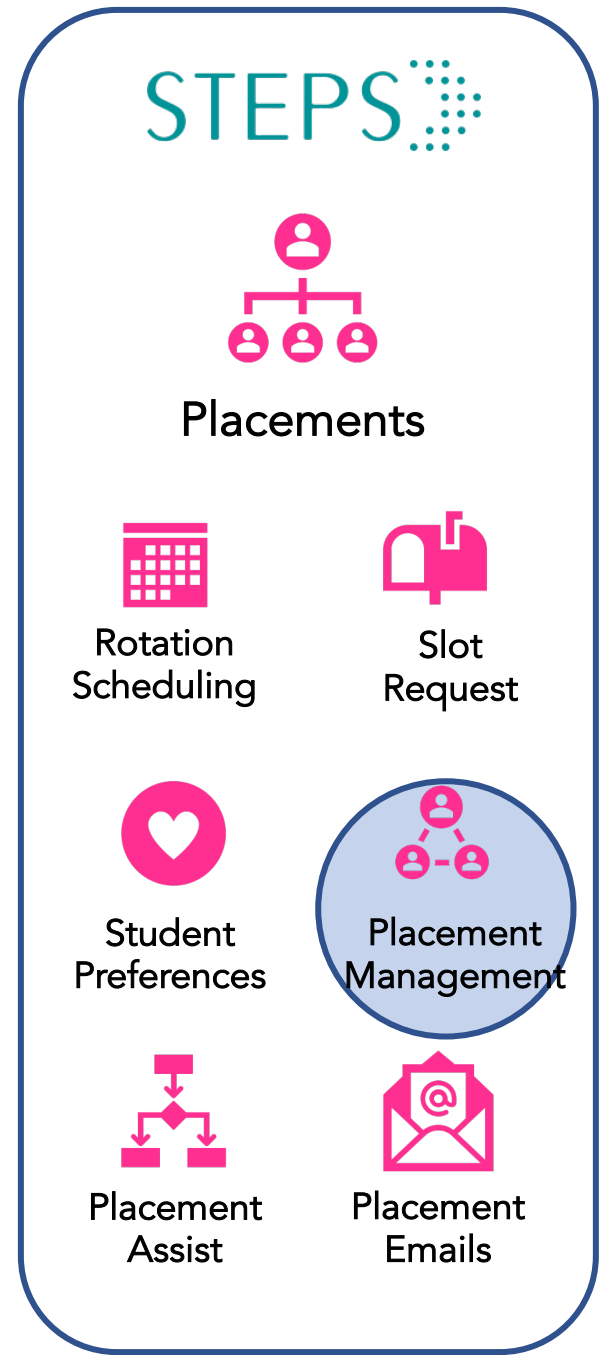 STEPS
Placements
Rotation
Scheduling
Slot
Request
Student
Preferences
Placement
Management
@
Placement
Assist
Placement
Emails